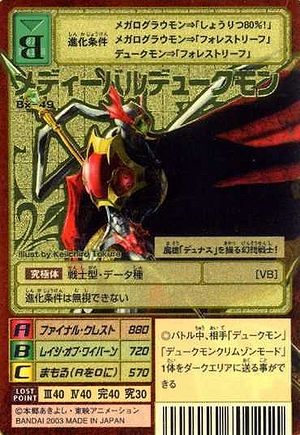 B
進化条件
メガログラウモン⇒「しょうりつ80%!」
メガログラウモン⇒「フォレストリーフ」
デュークモン⇒「フォレストリーフ」
メディーバルデュークモン
Bx-49
Illust by Keiichiro Tokura
魔槍「デュナス」を操る幻想戦士!
究極体 戦士型・データ種 [VB]
進化条件は無視できない
A ファイナル・クレスト 880
B レイジ・オブ・ワイバーン 720
C まもる(Aを0に) 570
◎バトル中、相手「デュークモン」
「デュークモンクリムゾンモード」
1体をダークエリアに送る事がで
きる
LOST POINT Ⅲ40 Ⅳ40 完40 究30
©本郷あきよし・東映アニメーション
BANDAI 2003 MADE IN JAPAN